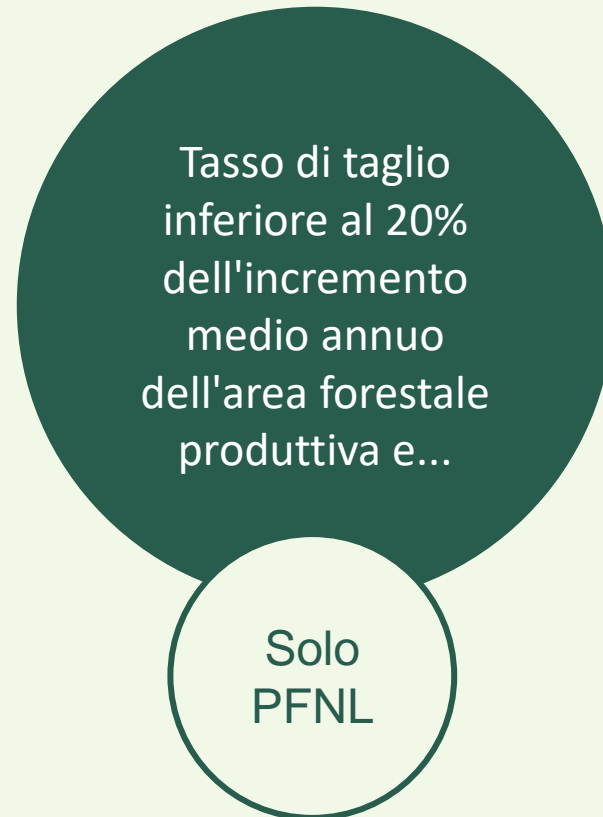 Tasso di taglio
inferiore al 20%
dell'incremento
medio annuo
dell'area forestale
produttiva e...
Solo
PFNL